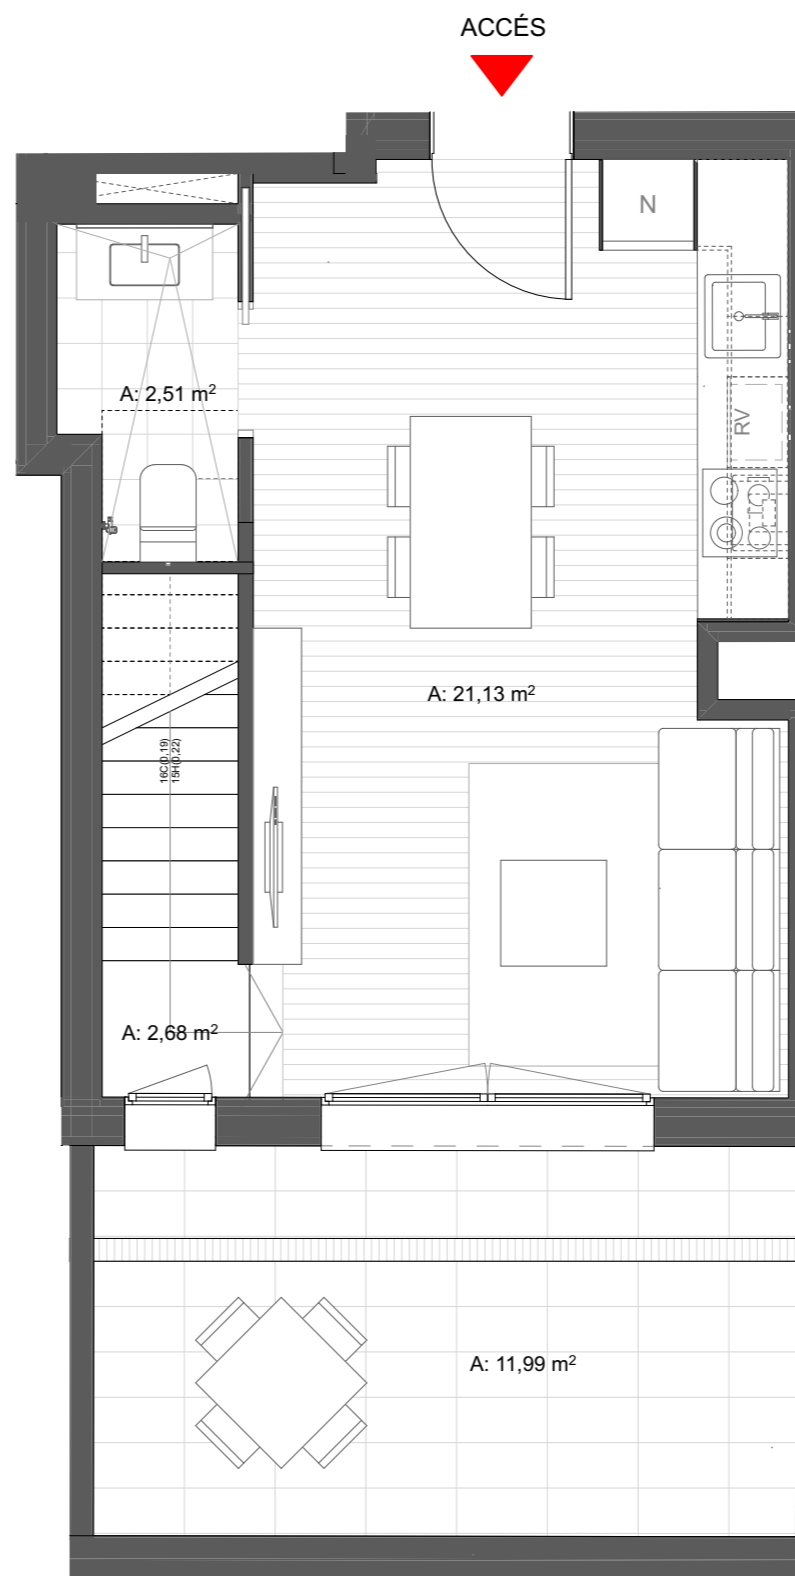 ACCÉS
N
A: 2,51 m²
RV
A: 21,13 m²
16C(0,19)
15H(0,22)
A: 2,68 m²
A: 11,99 m²